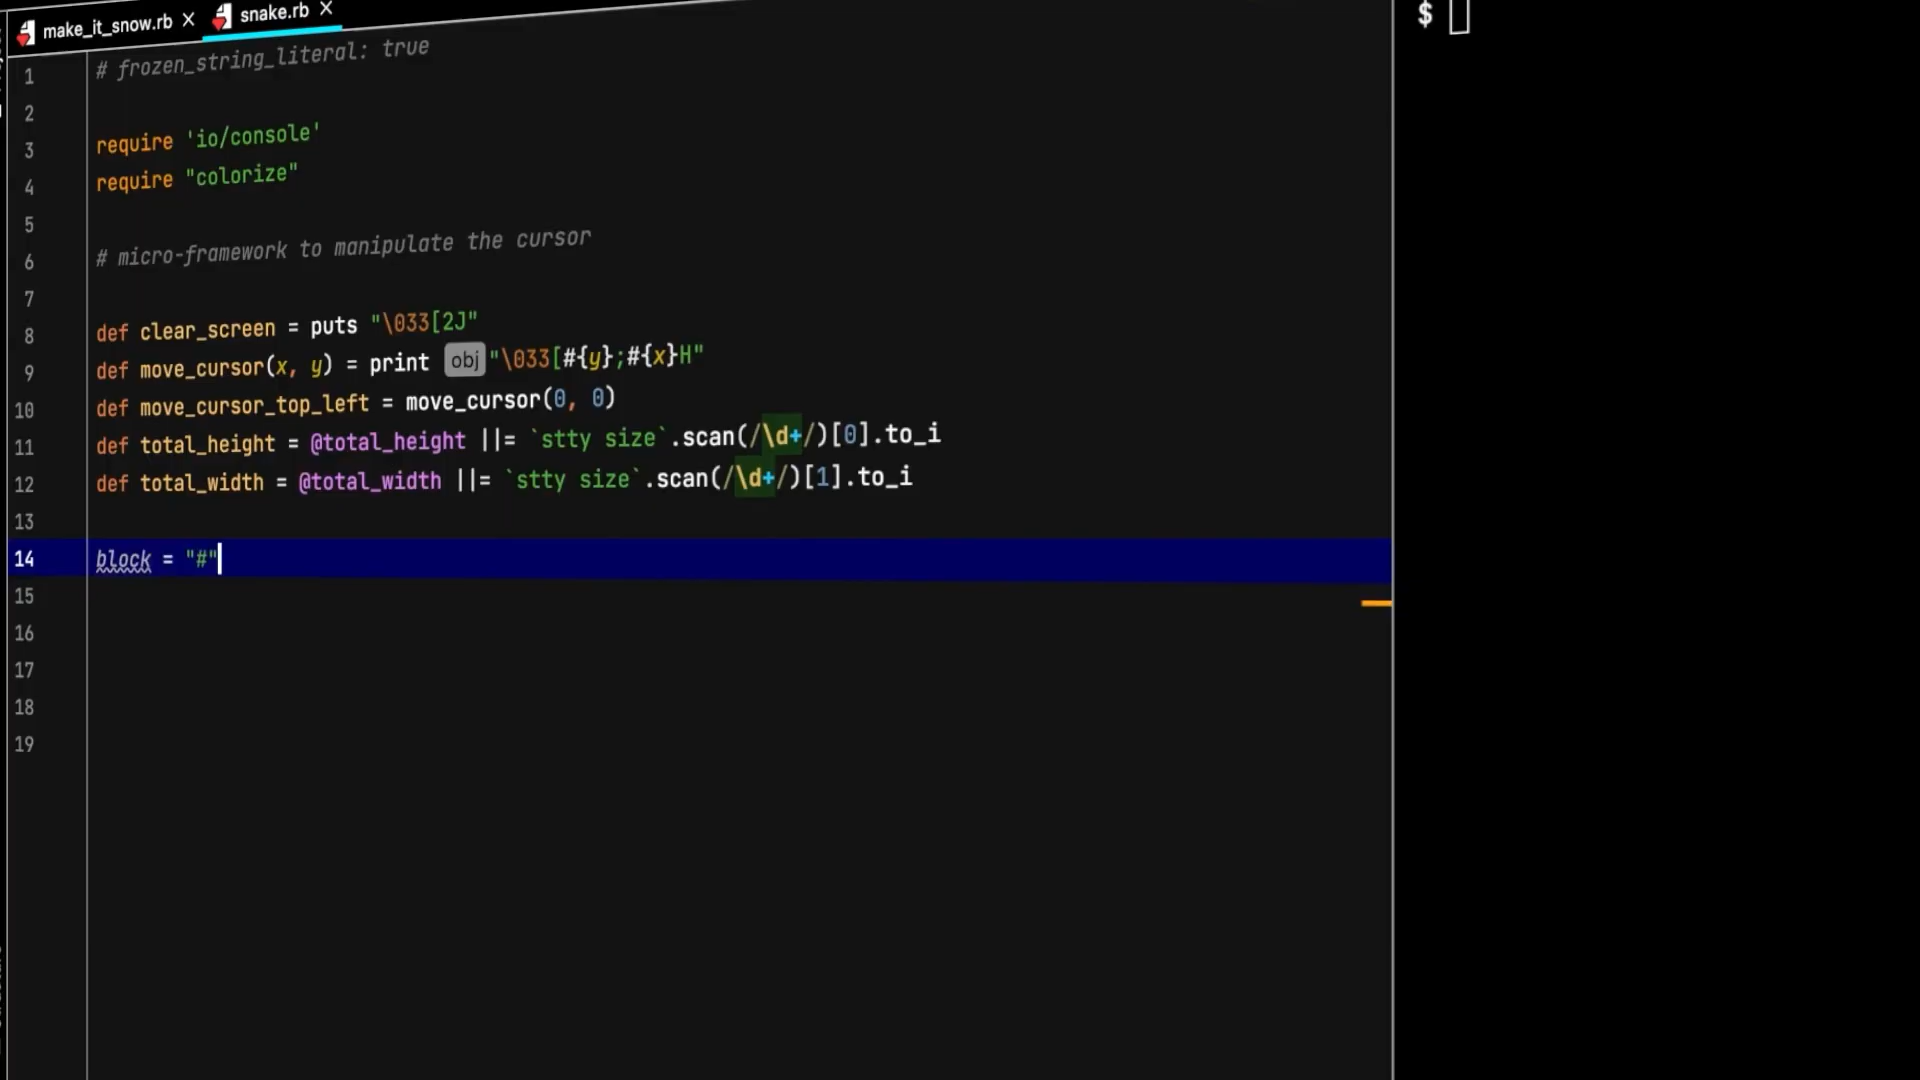 make_it_snow.rb × snake.rb ×
1 # frozen_string_literal: true
2
3 require 'io/console'
4 require "colorize"
5
6 # micro-framework to manipulate the cursor
7
8 def clear_screen = puts "\033[2J"
9 def move_cursor(x, y) = print obj "\033[#{y};#{x}H"
10 def move_cursor_top_left = move_cursor(0, 0)
11 def total_height = @total_height ||= `stty size`.scan(/\d+/)[0].to_i
12 def total_width = @total_width ||= `stty size`.scan(/\d+/)[1].to_i
13
14 block = "#"
15
16
17
18
19
$